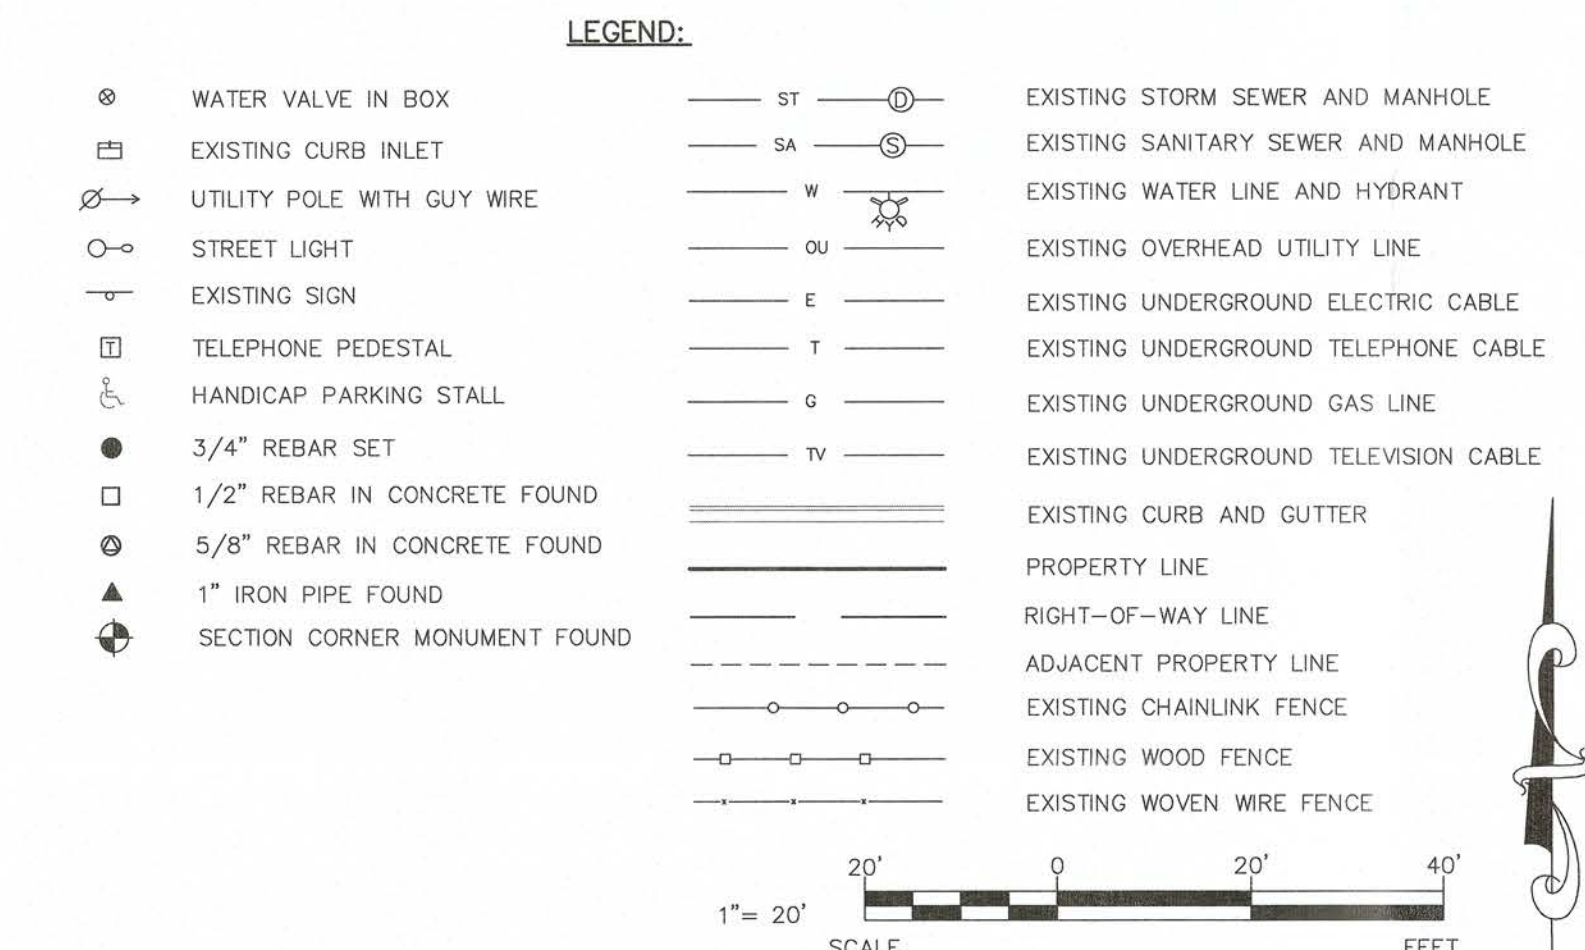 LEGEND:
WATER VALVE IN BOX
EXISTING CURB INLET
UTILITY POLE WITH GUY WIRE
STREET LIGHT
EXISTING SIGN
T TELEPHONE PEDESTAL
HANDICAP PARKING STALL
3/4" REBAR SET
1/2" REBAR IN CONCRETE FOUND
5/8" REBAR IN CONCRETE FOUND
1" IRON PIPE FOUND
SECTION CORNER MONUMENT FOUND
ST D EXISTING STORM SEWER AND MANHOLE
SA S EXISTING SANITARY SEWER AND MANHOLE
W HYD EXISTING WATER LINE AND HYDRANT
OU EXISTING OVERHEAD UTILITY LINE
E EXISTING UNDERGROUND ELECTRIC CABLE
T EXISTING UNDERGROUND TELEPHONE CABLE
G EXISTING UNDERGROUND GAS LINE
TV EXISTING UNDERGROUND TELEVISION CABLE
EXISTING CURB AND GUTTER
PROPERTY LINE
RIGHT-OF-WAY LINE
ADJACENT PROPERTY LINE
EXISTING CHAINLINK FENCE
EXISTING WOOD FENCE
EXISTING WOVEN WIRE FENCE
20' 0 20' 40'
1"= 20'
SCALE FEET